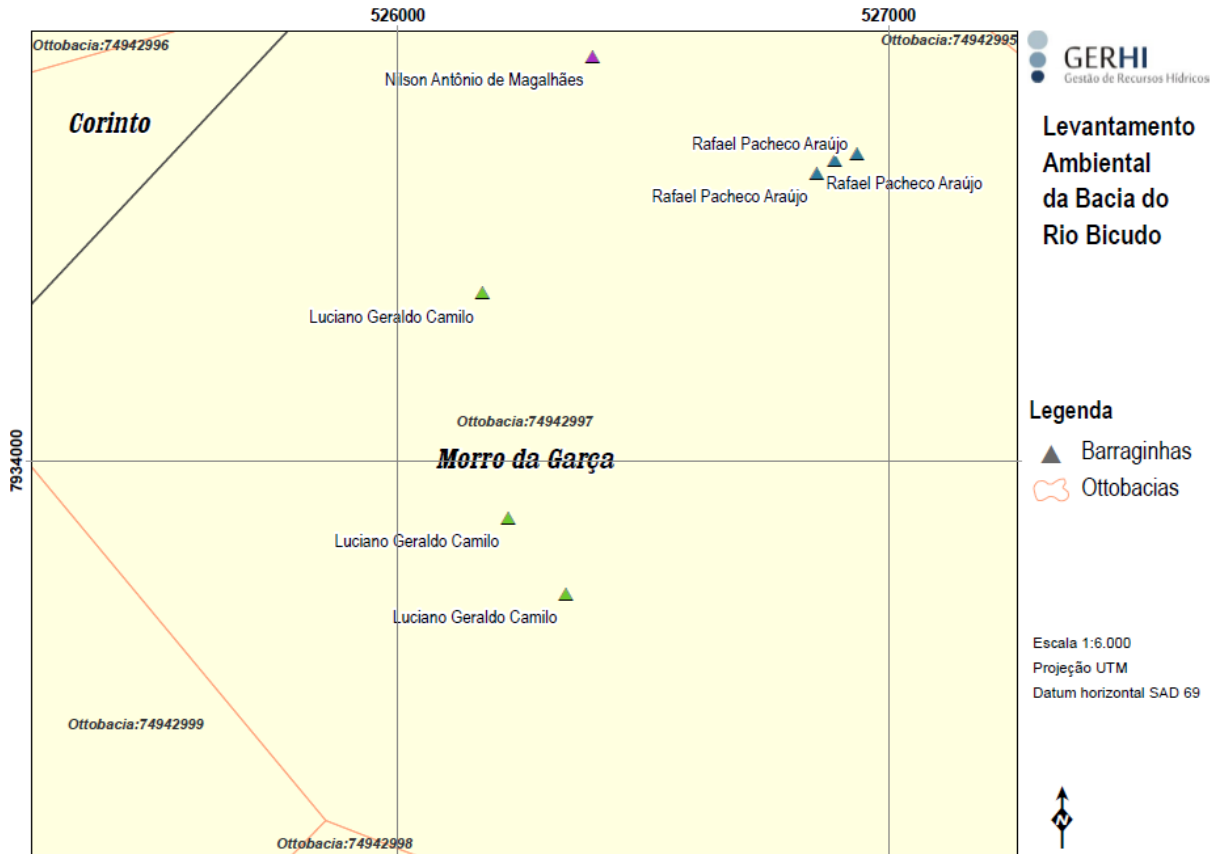 526000
527000
Ottobacia:74942996
Ottobacia:74942995
Nilson Antônio de Magalhães
Corinto
Rafael Pacheco Araújo
Rafael Pacheco Araújo
Rafael Pacheco Araújo
Luciano Geraldo Camilo
Ottobacia:74942997
7934000
Morro da Garça
Luciano Geraldo Camilo
Luciano Geraldo Camilo
Ottobacia:74942999
Ottobacia:74942998
GERHI
Gestão de Recursos Hídricos
Levantamento
Ambiental
da Bacia do
Rio Bicudo
Legenda
Barraginhas
Ottobacias
Escala 1:6.000
Projeção UTM
Datum horizontal SAD 69
N